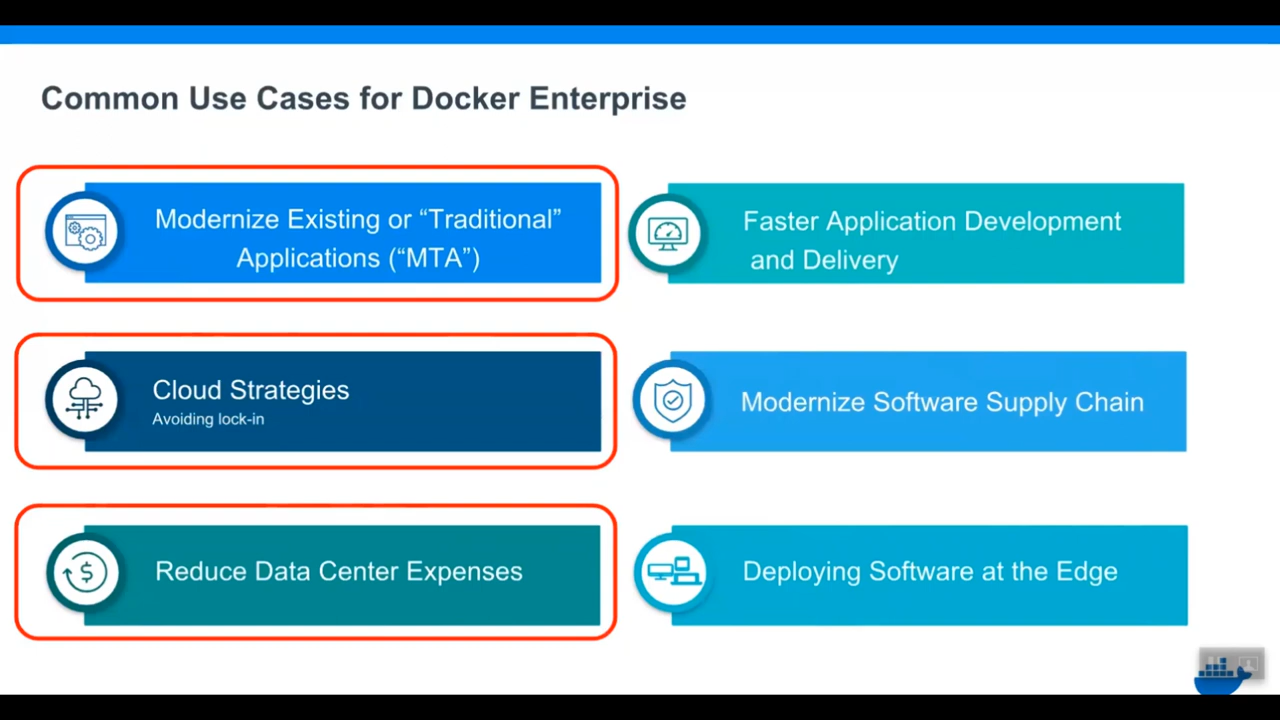 Common Use Cases for Docker Enterprise
Modernize Existing or “Traditional”
Applications (“MTA”)
Faster Application Development
and Delivery
Cloud Strategies
Avoiding lock-in
Modernize Software Supply Chain
Reduce Data Center Expenses
$
Deploying Software at the Edge